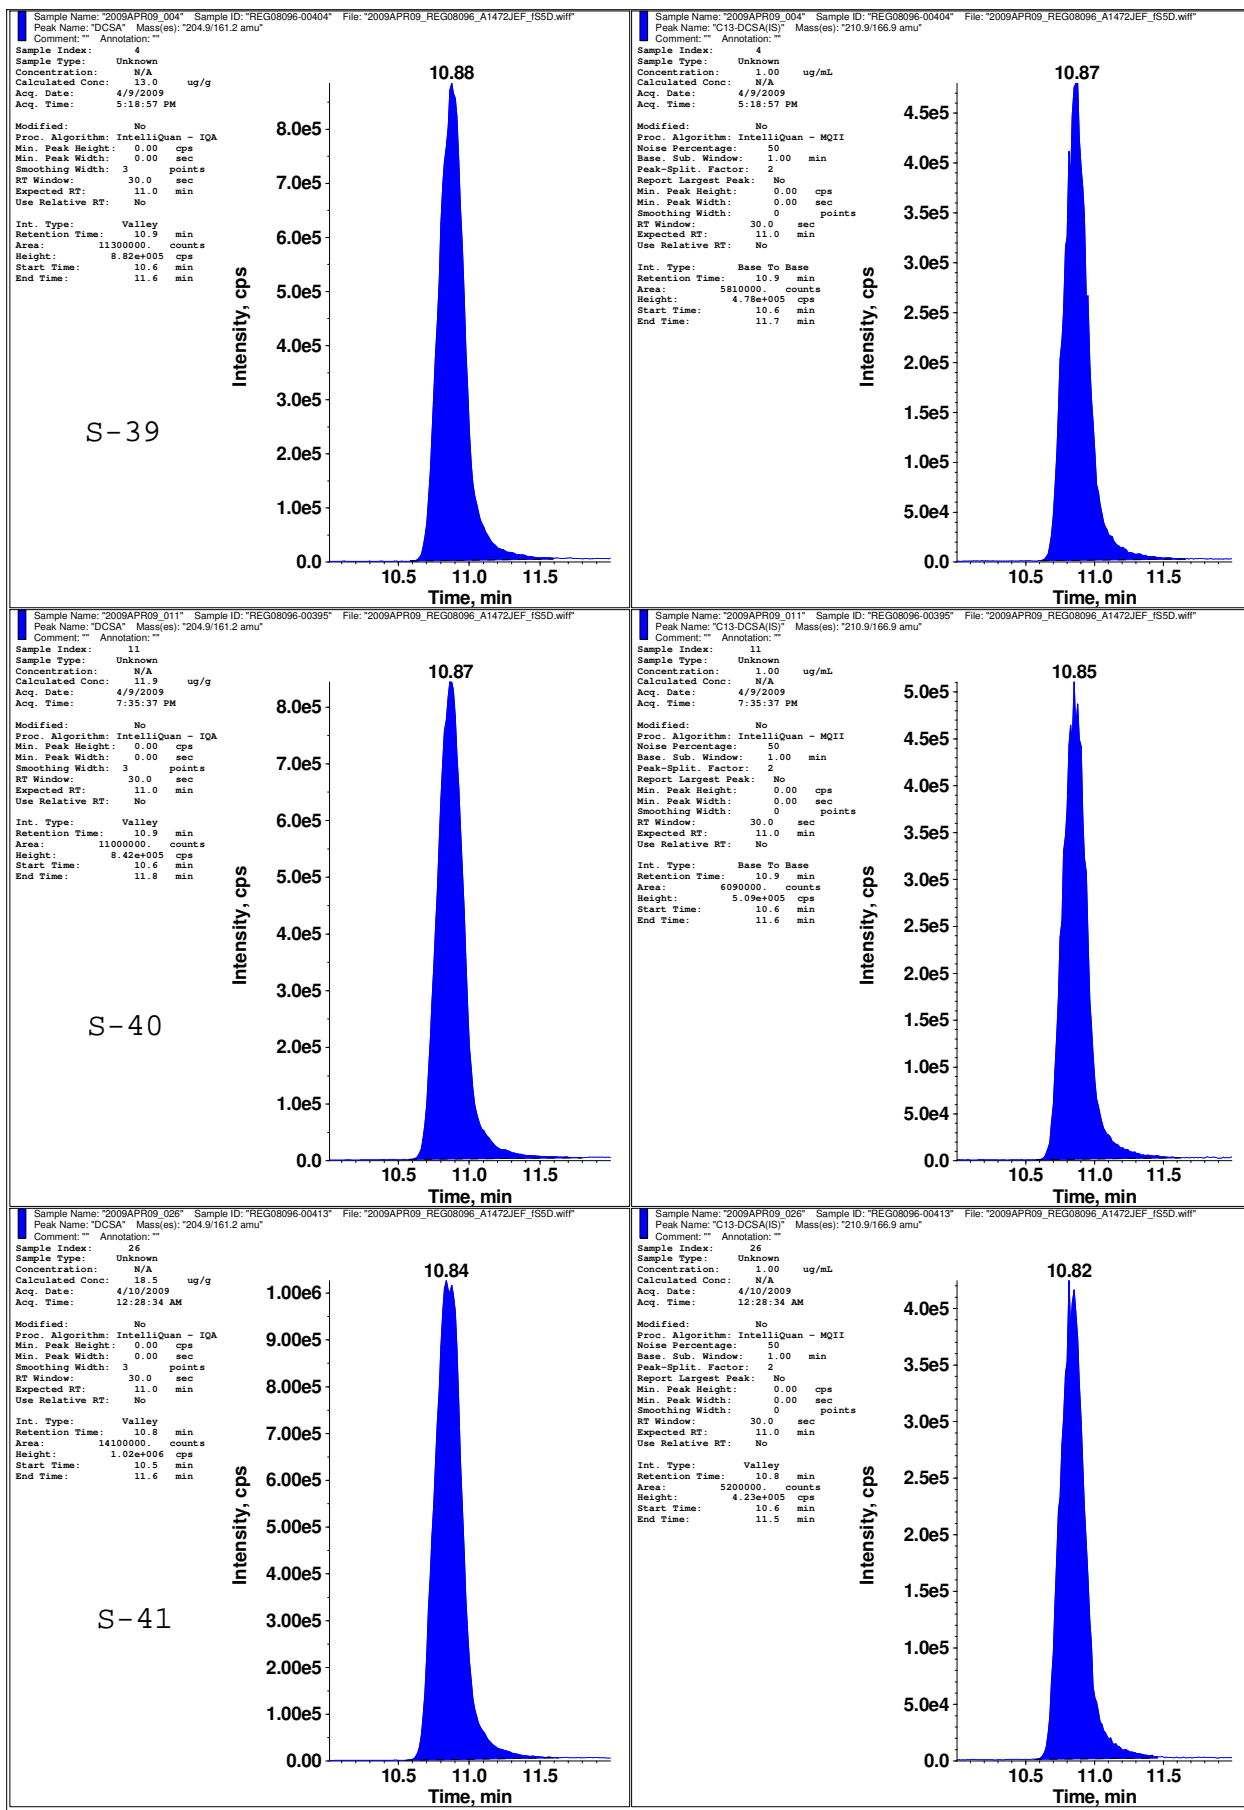 Sample Name: "2009APR09_004" Sample ID: "REG08096-00404" File: "2009APR09_REG08096_A1472JEF_fS5D.wiff"
Peak Name: "DCSA" Mass(es): "204.9/161.2 amu"
Comment: "" Annotation: ""
Sample Index: 4
Sample Type: Unknown
Concentration: N/A
Calculated Conc: 13.0 ug/g
Acq. Date: 4/9/2009
Acq. Time: 5:18:57 PM
Modified: No
Proc. Algorithm: IntelliQuan - IQA
Min. Peak Height: 0.00 cps
Min. Peak Width: 0.00 sec
Smoothing Width: 3 points
RT Window: 30.0 sec
Expected RT: 11.0 min
Use Relative RT: No
Int. Type: Valley
Retention Time: 10.9 min
Area: 11300000. counts
Height: 8.82e+005 cps
Start Time: 10.6 min
End Time: 11.6 min
S-39
10.88
Intensity, cps
8.0e5
7.0e5
6.0e5
5.0e5
4.0e5
3.0e5
2.0e5
1.0e5
0.0
10.5 11.0 11.5
Time, min
Sample Name: "2009APR09_004" Sample ID: "REG08096-00404" File: "2009APR09_REG08096_A1472JEF_fS5D.wiff"
Peak Name: "C13-DCSA(IS)" Mass(es): "210.9/166.9 amu"
Comment: "" Annotation: ""
Sample Index: 4
Sample Type: Unknown
Concentration: 1.00 ug/mL
Calculated Conc: N/A
Acq. Date: 4/9/2009
Acq. Time: 5:18:57 PM
Modified: No
Proc. Algorithm: IntelliQuan - MQII
Noise Percentage: 50
Base. Sub. Window: 1.00 min
Peak-Split. Factor: 2
Report Largest Peak: No
Min. Peak Height: 0.00 cps
Min. Peak Width: 0.00 sec
Smoothing Width: 0 points
RT Window: 30.0 sec
Expected RT: 11.0 min
Use Relative RT: No
Int. Type: Base To Base
Retention Time: 10.9 min
Area: 5810000. counts
Height: 4.78e+005 cps
Start Time: 10.6 min
End Time: 11.7 min
10.87
Intensity, cps
4.5e5
4.0e5
3.5e5
3.0e5
2.5e5
2.0e5
1.5e5
1.0e5
5.0e4
0.0
10.5 11.0 11.5
Time, min
Sample Name: "2009APR09_011" Sample ID: "REG08096-00395" File: "2009APR09_REG08096_A1472JEF_fS5D.wiff"
Peak Name: "DCSA" Mass(es): "204.9/161.2 amu"
Comment: "" Annotation: ""
Sample Index: 11
Sample Type: Unknown
Concentration: N/A
Calculated Conc: 11.9 ug/g
Acq. Date: 4/9/2009
Acq. Time: 7:35:37 PM
Modified: No
Proc. Algorithm: IntelliQuan - IQA
Min. Peak Height: 0.00 cps
Min. Peak Width: 0.00 sec
Smoothing Width: 3 points
RT Window: 30.0 sec
Expected RT: 11.0 min
Use Relative RT: No
Int. Type: Valley
Retention Time: 10.9 min
Area: 11000000. counts
Height: 8.42e+005 cps
Start Time: 10.6 min
End Time: 11.8 min
S-40
10.87
Intensity, cps
8.0e5
7.0e5
6.0e5
5.0e5
4.0e5
3.0e5
2.0e5
1.0e5
0.0
10.5 11.0 11.5
Time, min
Sample Name: "2009APR09_011" Sample ID: "REG08096-00395" File: "2009APR09_REG08096_A1472JEF_fS5D.wiff"
Peak Name: "C13-DCSA(IS)" Mass(es): "210.9/166.9 amu"
Comment: "" Annotation: ""
Sample Index: 11
Sample Type: Unknown
Concentration: 1.00 ug/mL
Calculated Conc: N/A
Acq. Date: 4/9/2009
Acq. Time: 7:35:37 PM
Modified: No
Proc. Algorithm: IntelliQuan - MQII
Noise Percentage: 50
Base. Sub. Window: 1.00 min
Peak-Split. Factor: 2
Report Largest Peak: No
Min. Peak Height: 0.00 cps
Min. Peak Width: 0.00 sec
Smoothing Width: 0 points
RT Window: 30.0 sec
Expected RT: 11.0 min
Use Relative RT: No
Int. Type: Base To Base
Retention Time: 10.9 min
Area: 6090000. counts
Height: 5.09e+005 cps
Start Time: 10.6 min
End Time: 11.6 min
10.85
Intensity, cps
5.0e5
4.5e5
4.0e5
3.5e5
3.0e5
2.5e5
2.0e5
1.5e5
1.0e5
5.0e4
0.0
10.5 11.0 11.5
Time, min
Sample Name: "2009APR09_026" Sample ID: "REG08096-00413" File: "2009APR09_REG08096_A1472JEF_fS5D.wiff"
Peak Name: "DCSA" Mass(es): "204.9/161.2 amu"
Comment: "" Annotation: ""
Sample Index: 26
Sample Type: Unknown
Concentration: N/A
Calculated Conc: 18.5 ug/g
Acq. Date: 4/10/2009
Acq. Time: 12:28:34 AM
Modified: No
Proc. Algorithm: IntelliQuan - IQA
Min. Peak Height: 0.00 cps
Min. Peak Width: 0.00 sec
Smoothing Width: 3 points
RT Window: 30.0 sec
Expected RT: 11.0 min
Use Relative RT: No
Int. Type: Valley
Retention Time: 10.8 min
Area: 14100000. counts
Height: 1.02e+006 cps
Start Time: 10.5 min
End Time: 11.6 min
S-41
10.84
Intensity, cps
1.00e6
9.00e5
8.00e5
7.00e5
6.00e5
5.00e5
4.00e5
3.00e5
2.00e5
1.00e5
0.00
10.5 11.0 11.5
Time, min
Sample Name: "2009APR09_026" Sample ID: "REG08096-00413" File: "2009APR09_REG08096_A1472JEF_fS5D.wiff"
Peak Name: "C13-DCSA(IS)" Mass(es): "210.9/166.9 amu"
Comment: "" Annotation: ""
Sample Index: 26
Sample Type: Unknown
Concentration: 1.00 ug/mL
Calculated Conc: N/A
Acq. Date: 4/10/2009
Acq. Time: 12:28:34 AM
Modified: No
Proc. Algorithm: IntelliQuan - MQII
Noise Percentage: 50
Base. Sub. Window: 1.00 min
Peak-Split. Factor: 2
Report Largest Peak: No
Min. Peak Height: 0.00 cps
Min. Peak Width: 0.00 sec
Smoothing Width: 0 points
RT Window: 30.0 sec
Expected RT: 11.0 min
Use Relative RT: No
Int. Type: Valley
Retention Time: 10.8 min
Area: 5200000. counts
Height: 4.23e+005 cps
Start Time: 10.6 min
End Time: 11.5 min
10.82
Intensity, cps
4.0e5
3.5e5
3.0e5
2.5e5
2.0e5
1.5e5
1.0e5
5.0e4
0.0
10.5 11.0 11.5
Time, min